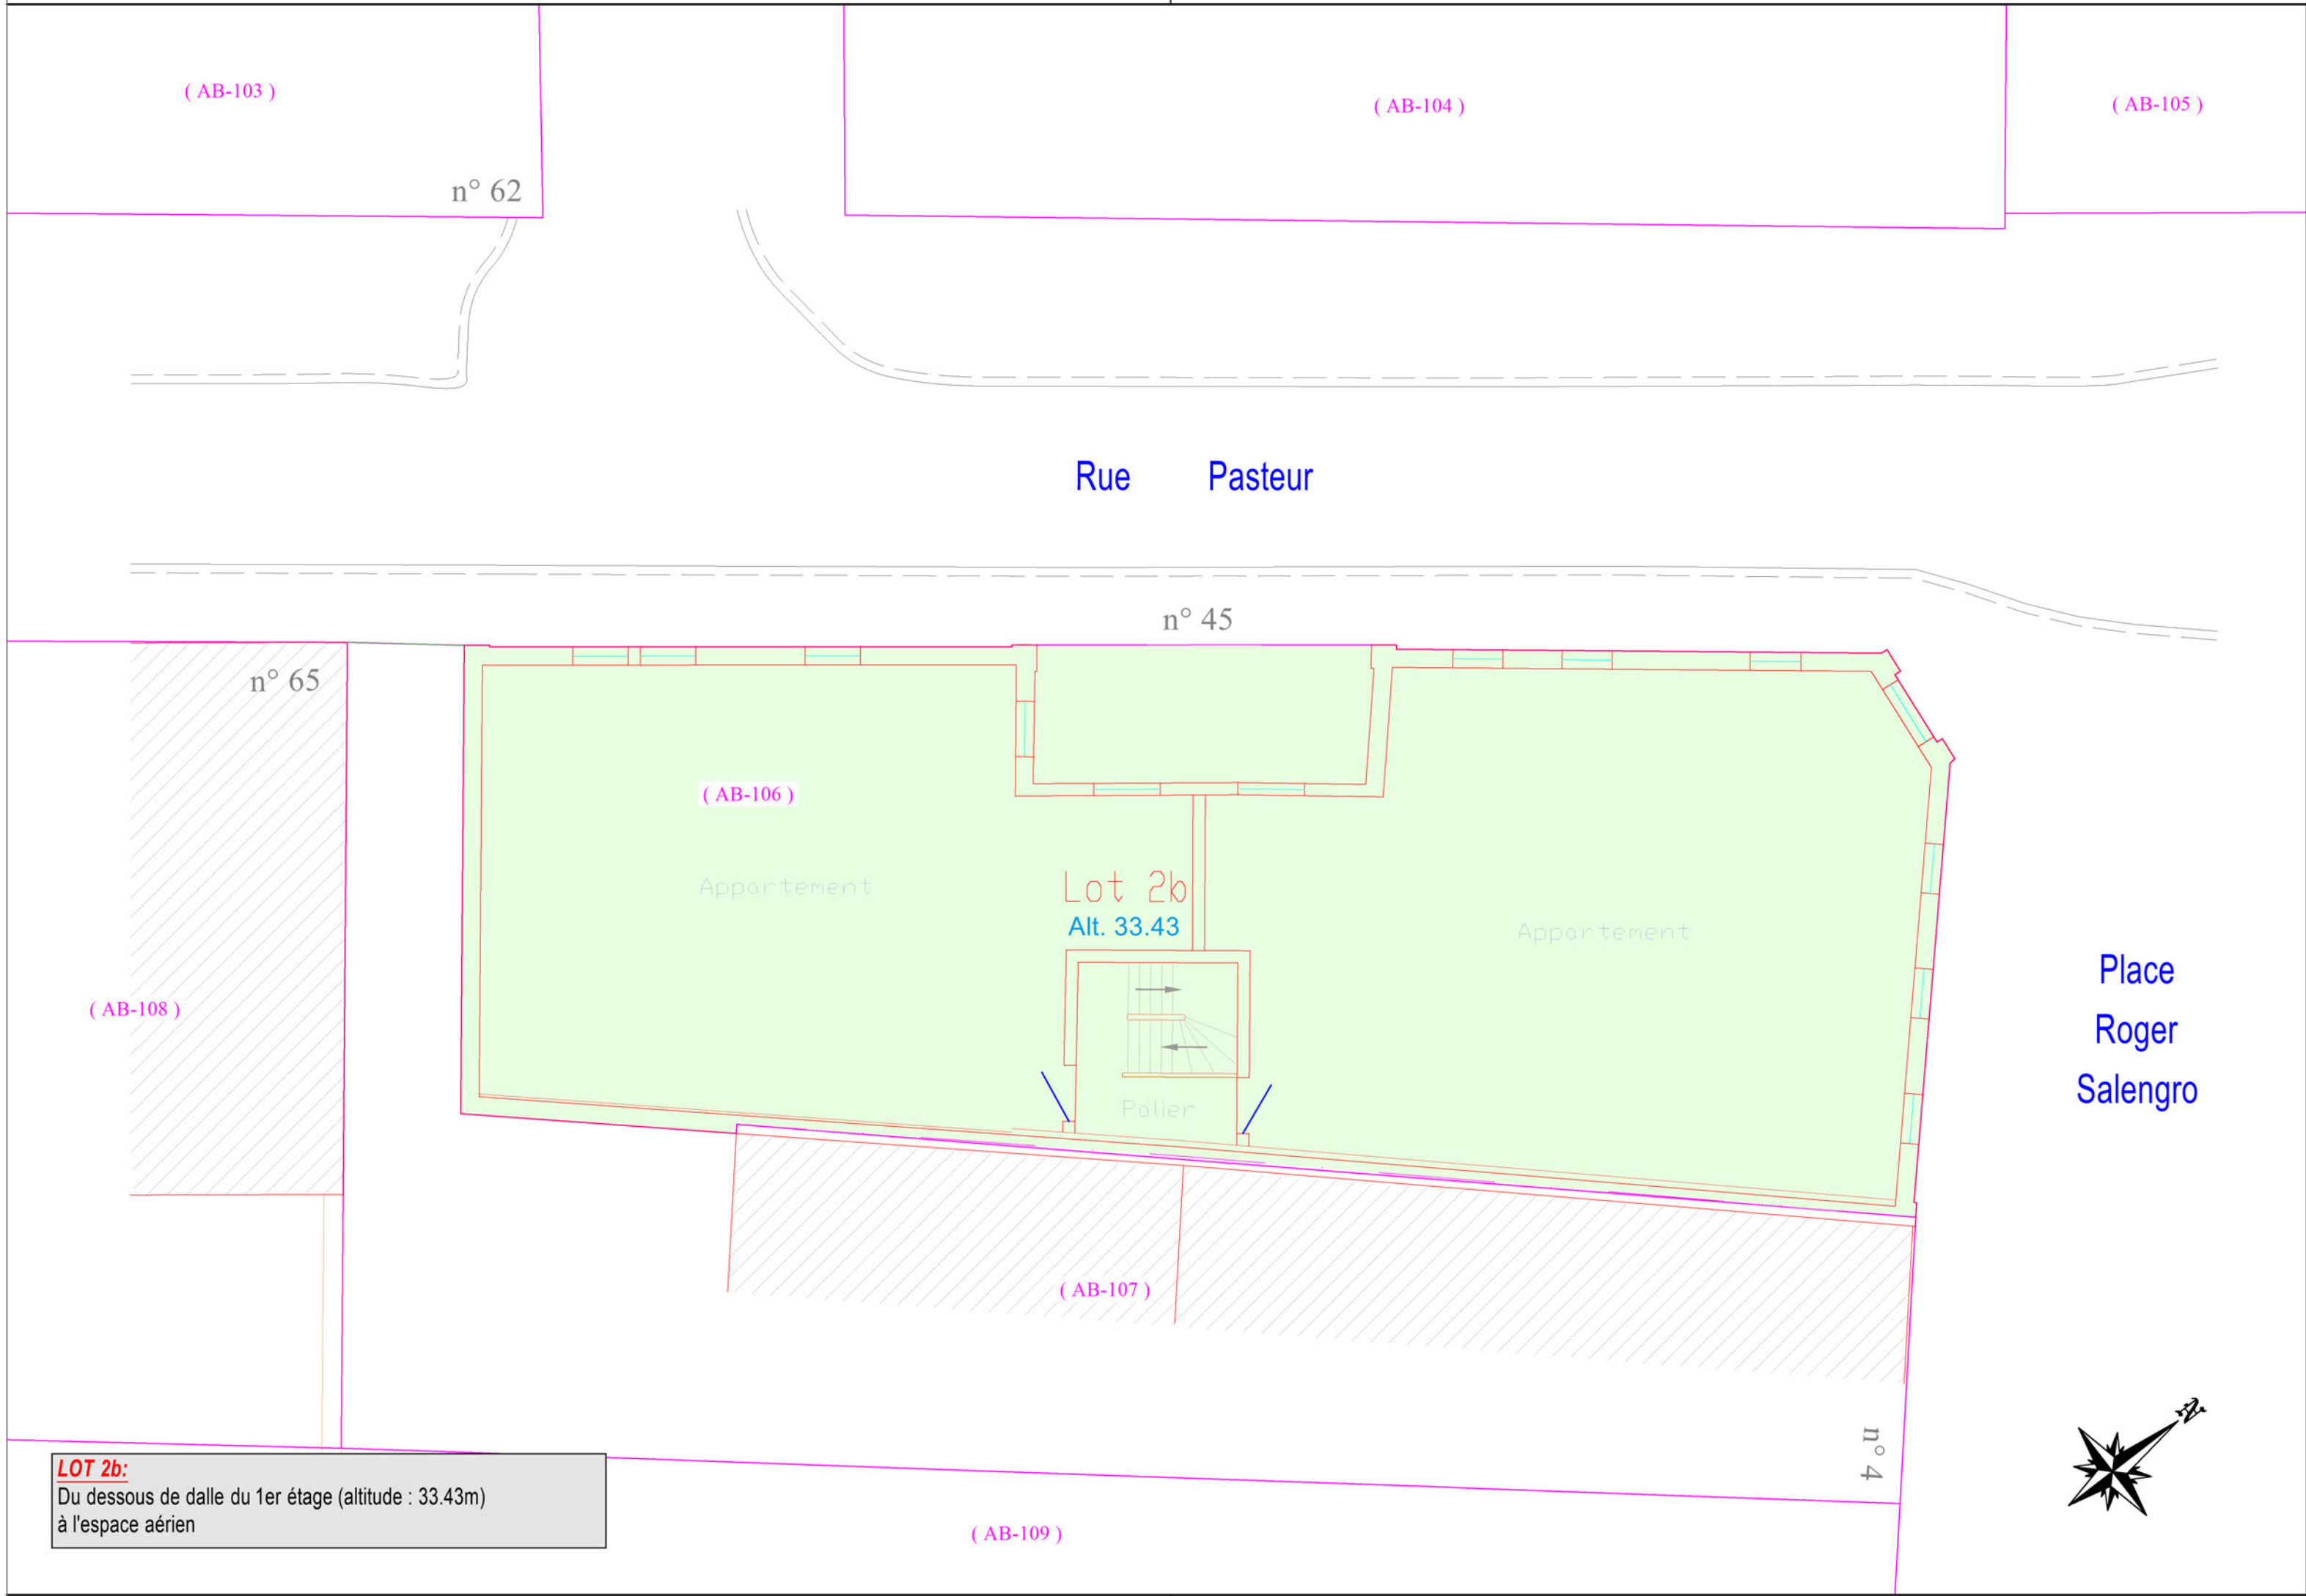 ( AB-103 )
( AB-104 )
( AB-105 )
n° 62
Rue Pasteur
n° 45
n° 65
( AB-106 )
Appartement
Lot 2b
Alt. 33.43
Appartement
Place
Roger
Salengro
( AB-108 )
Palier
( AB-107 )
n° 4
LOT 2b:
Du dessous de dalle du 1er étage (altitude : 33.43m)
à l'espace aérien
( AB-109 )